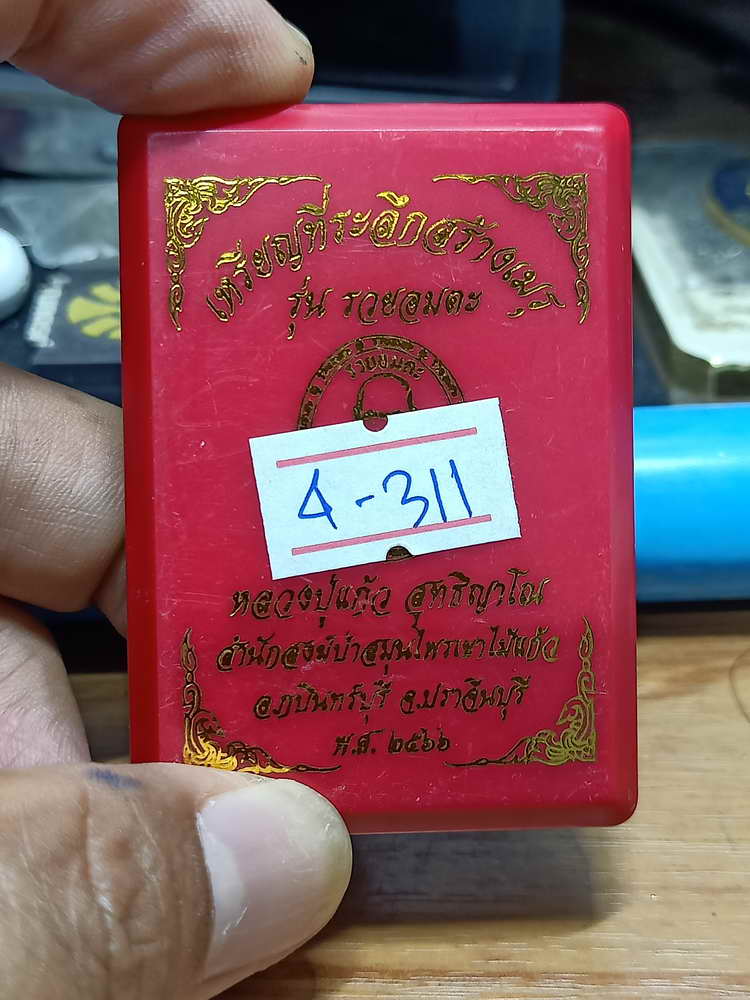 เหรียญที่ระลึกสร้างเมรุ
รุ่น รวยอมตะ
รวยอมตะ
4-311
หลวงปู่แก้ว สุทธิญาโณ
สำนักสงฆ์ป่าสมุนไพรเขาไม้แก้ว
อ.กบินทร์บุรี จ.ปราจีนบุรี
พ.ศ. ๒๕๖๖